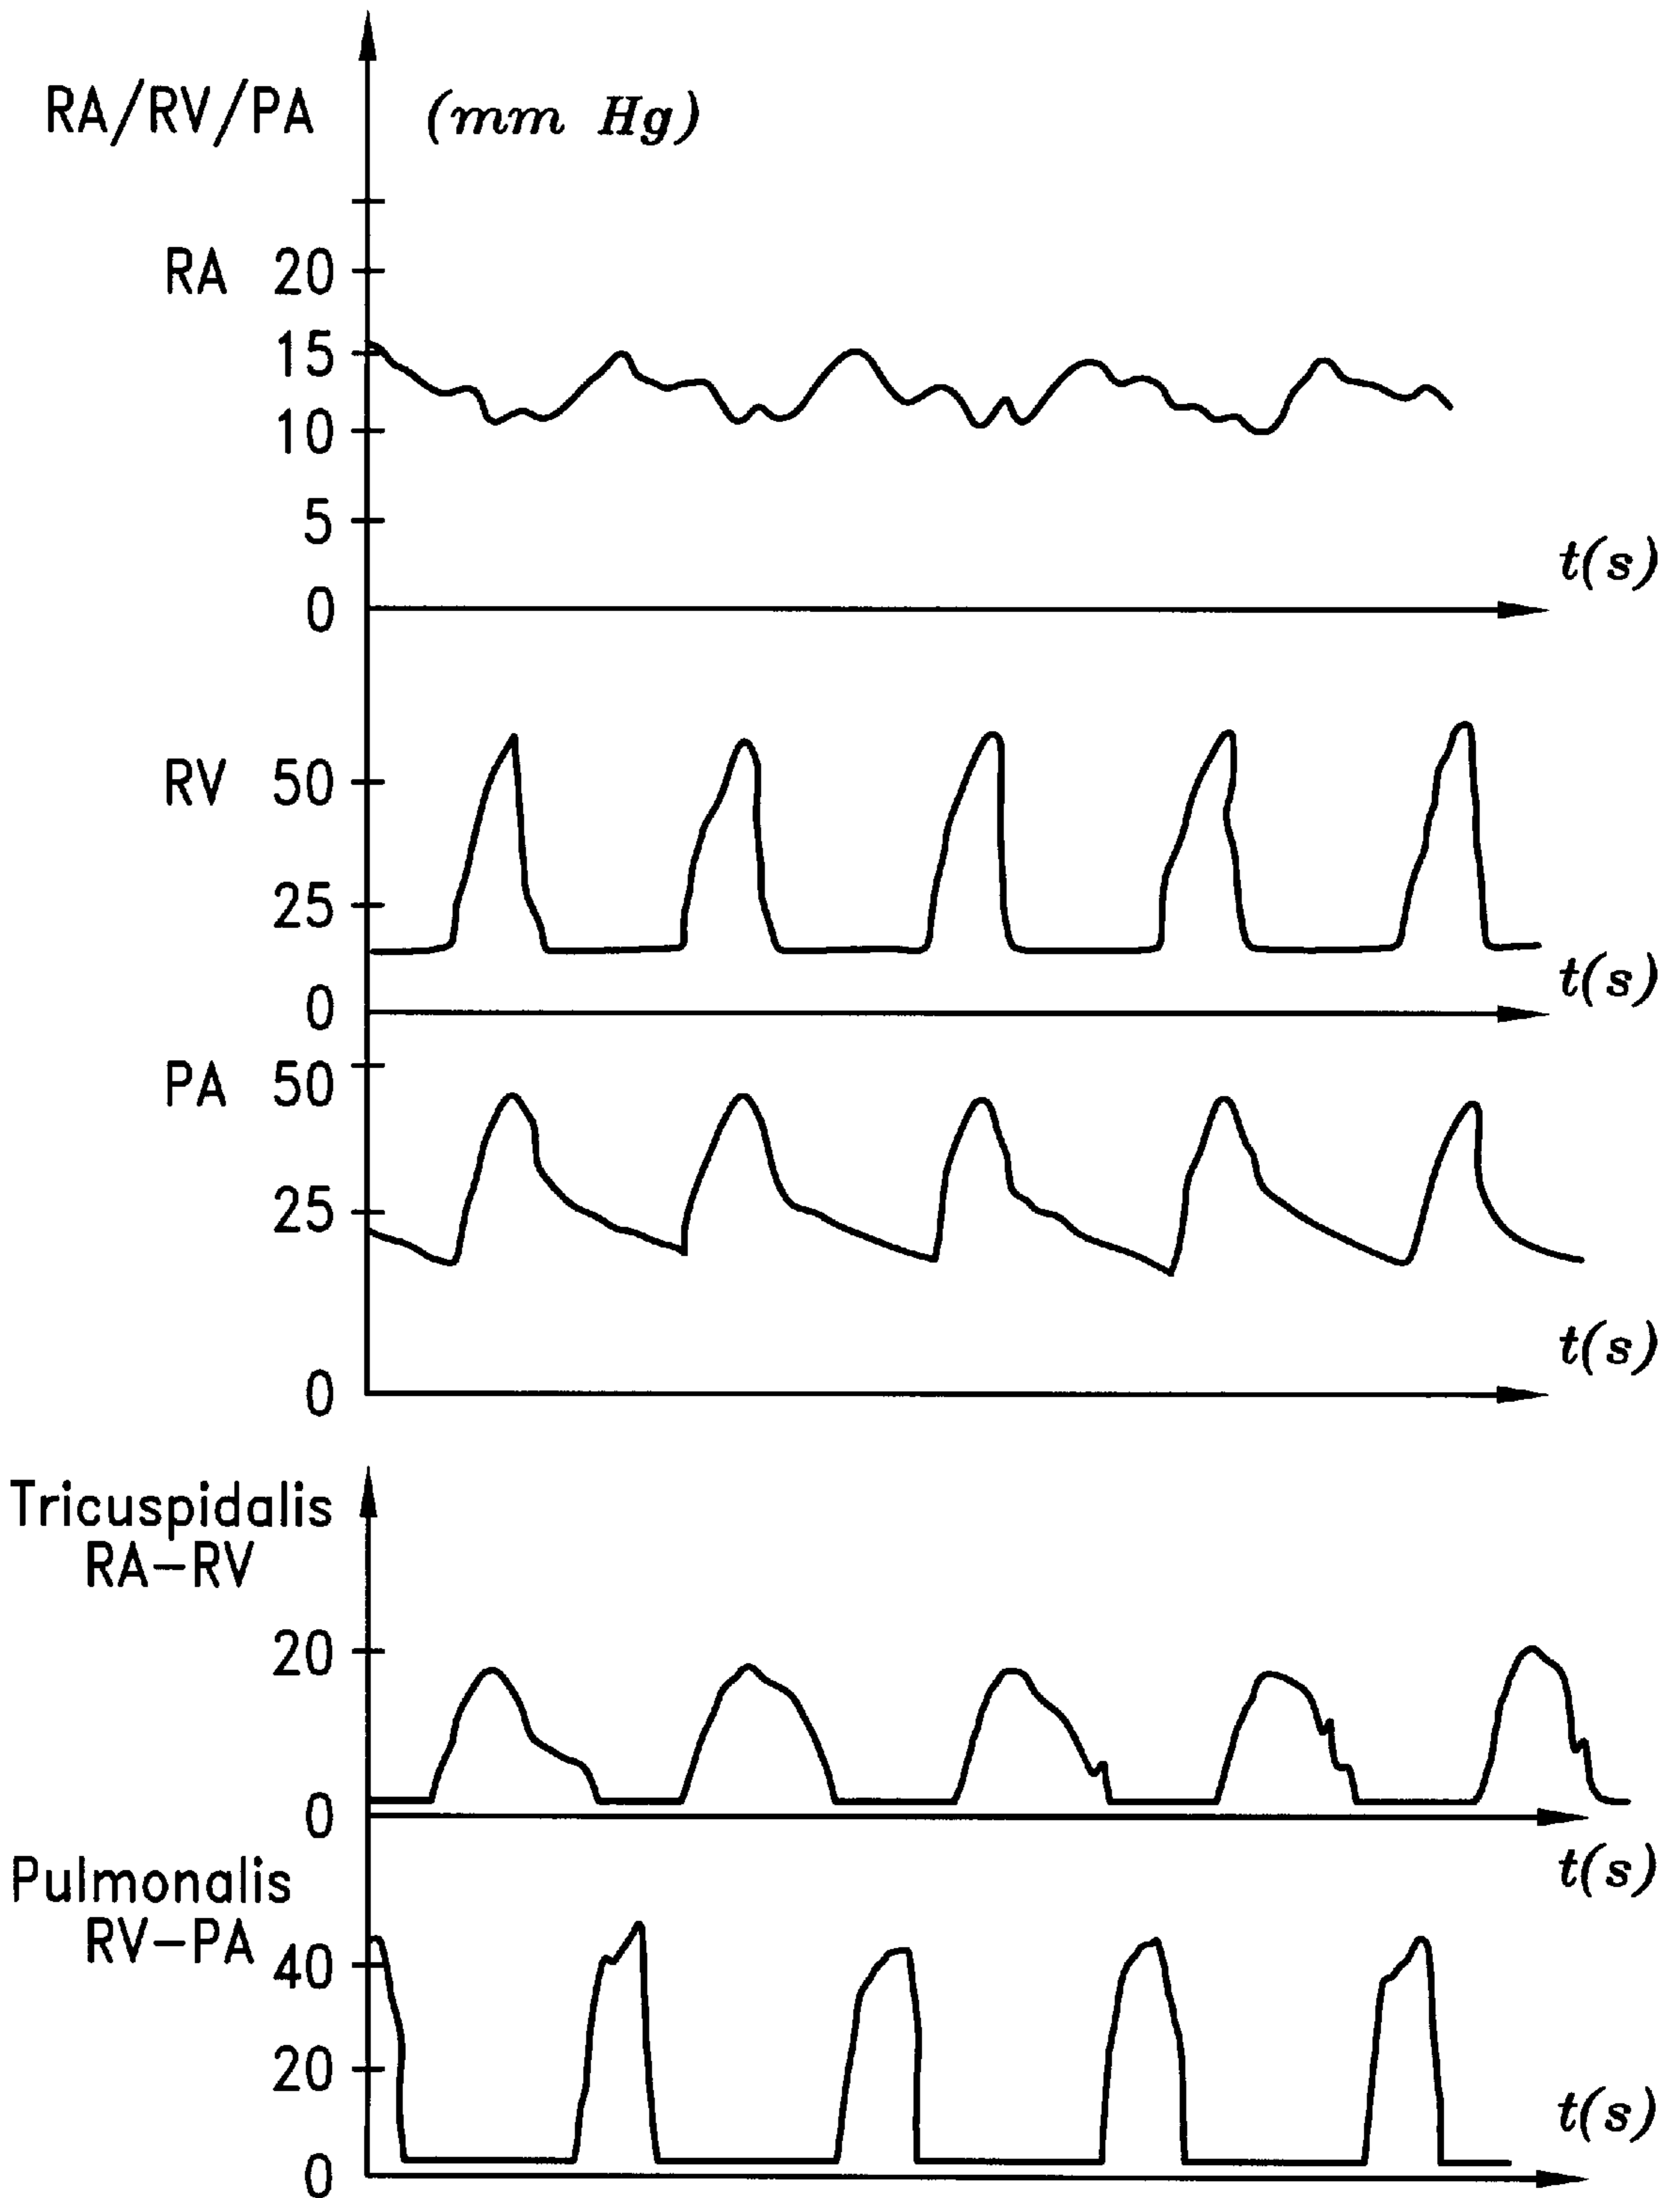 RA/RV/PA (mm Hg)
RA 20
15
10
5
t(s)
0
RV 50
25
t(s)
0
PA 50
25
t(s)
0
Tricuspidalis
RA-RV
20
0
t(s)
Pulmonalis
RV-PA
40
20
t(s)
0